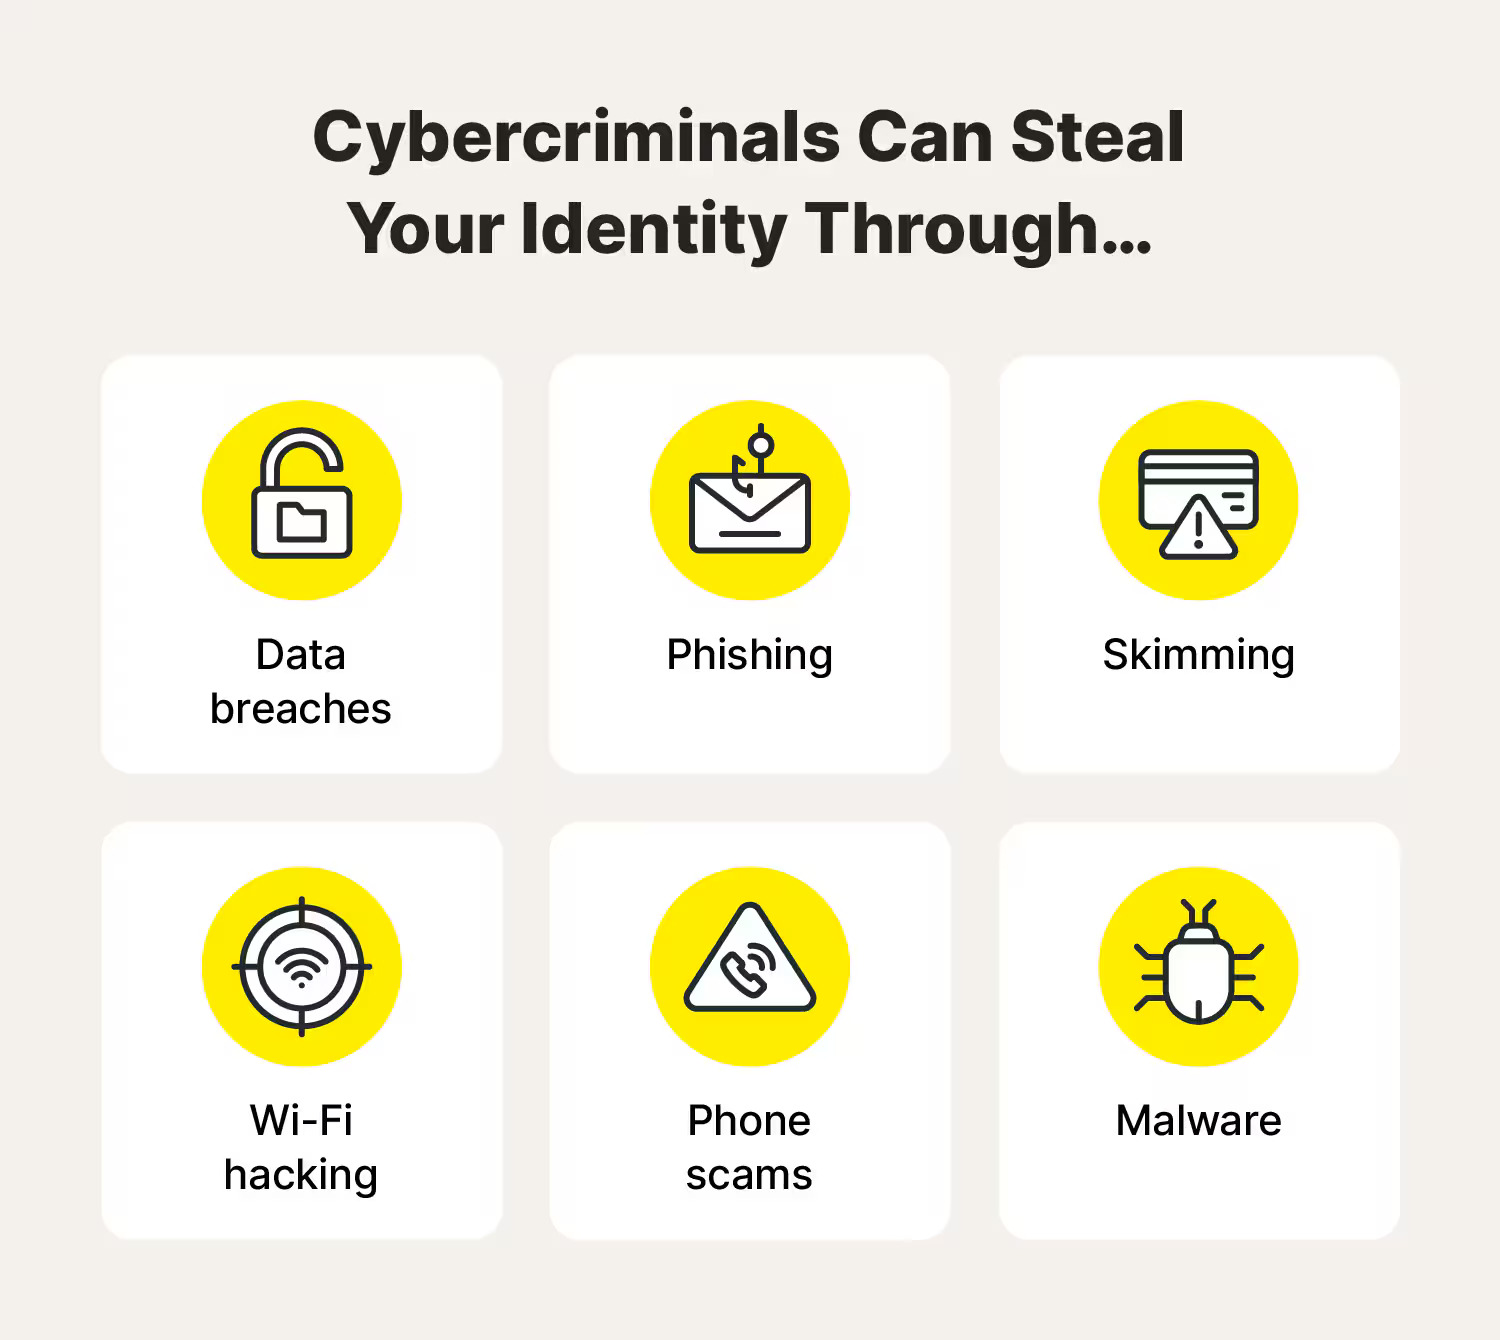 Cybercriminals Can Steal
Your Identity Through...
Data
breaches
Phishing
Skimming
Wi-Fi
hacking
Phone
scams
Malware